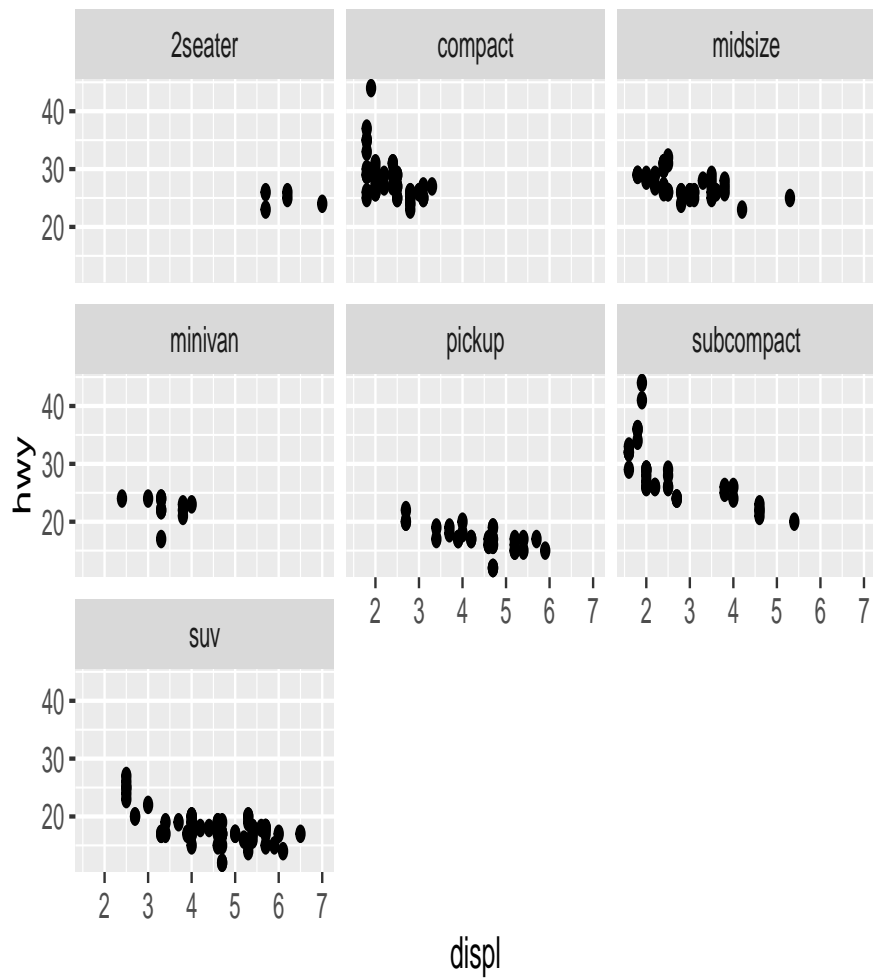 2seater compact midsize
40
30
20
minivan pickup subcompact
40
30
20
hwy
2 3 4 5 6 7 2 3 4 5 6 7
suv
40
30
20
2 3 4 5 6 7
displ